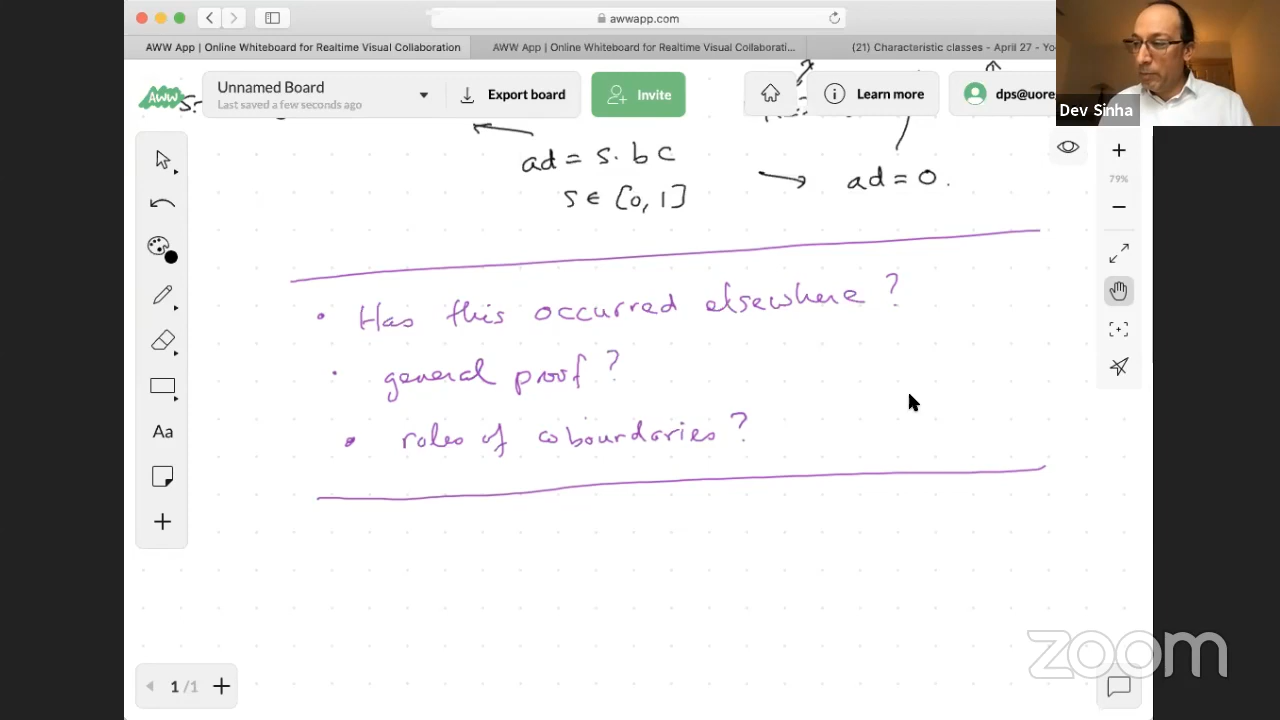 awwapp.com
AWW App | Online Whiteboard for Realtime Visual Collaboration
AWW App | Online Whiteboard for Realtime Visual Collaborati...
(21) Characteristic classes - April 27 - Yo
AWW
Unnamed Board
Last saved a few seconds ago
Export board
Invite
Learn more
dps@uore
Dev Sinha
ad = s. b c
s ∈ [0, 1]
ad = 0.
79%
• Has this occurred elsewhere ?
• general proof ?
• roles of coboundaries ?
Aa
zoom
1 /1